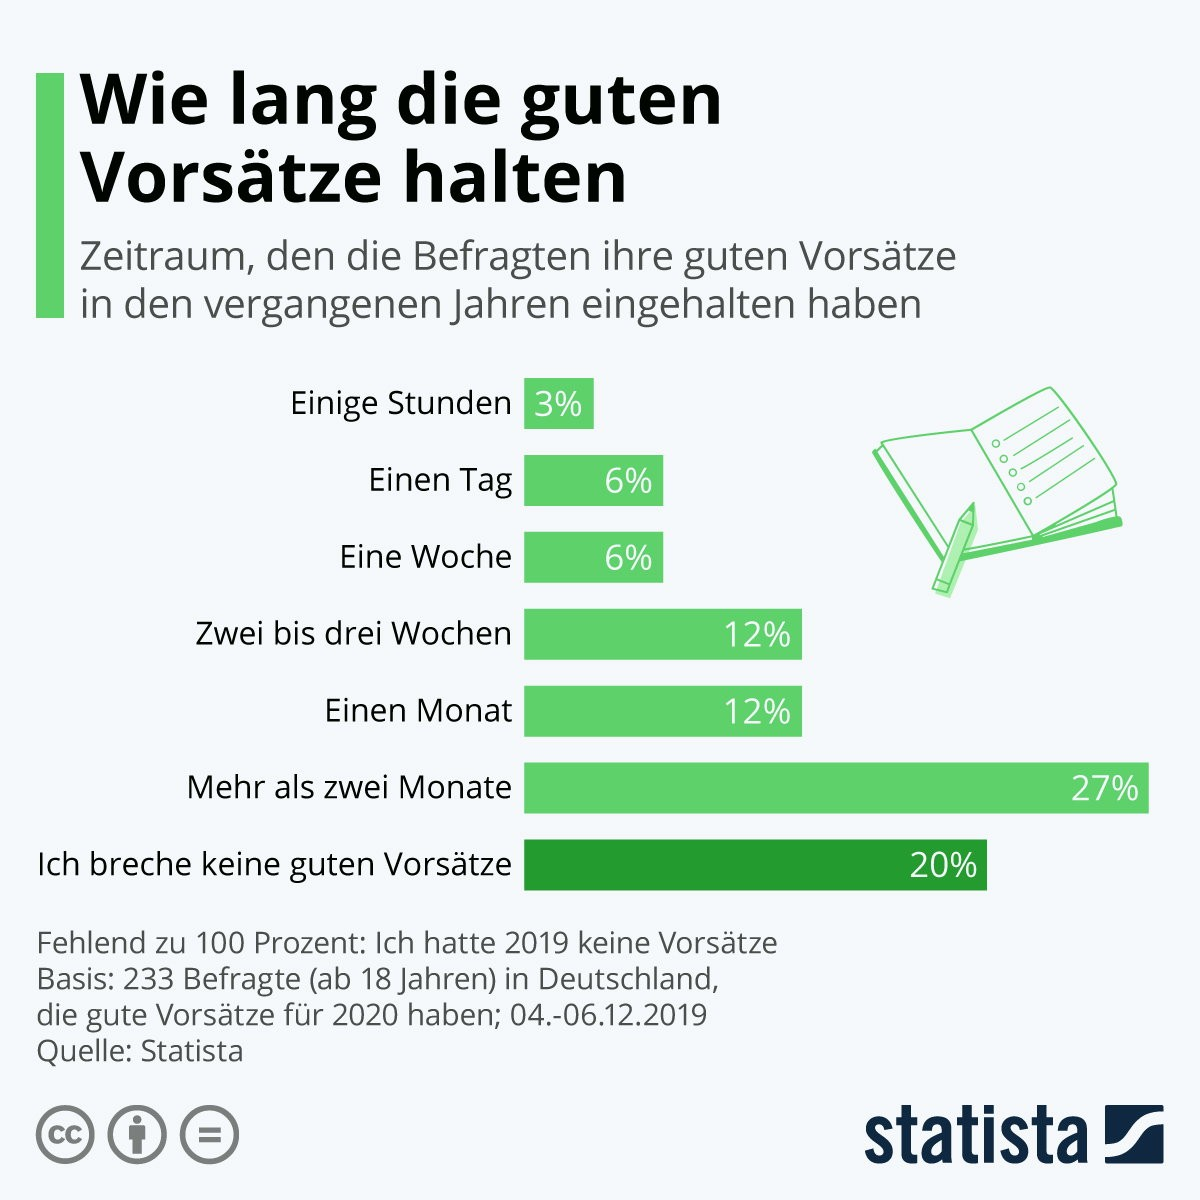 Wie lang die guten
Vorsätze halten
Zeitraum, den die Befragten ihre guten Vorsätze
in den vergangenen Jahren eingehalten haben
Einige Stunden 3%
Einen Tag 6%
Eine Woche 6%
Zwei bis drei Wochen 12%
Einen Monat 12%
Mehr als zwei Monate 27%
Ich breche keine guten Vorsätze 20%
Fehlend zu 100 Prozent: Ich hatte 2019 keine Vorsätze
Basis: 233 Befragte (ab 18 Jahren) in Deutschland,
die gute Vorsätze für 2020 haben; 04.-06.12.2019
Quelle: Statista
cc =
statista